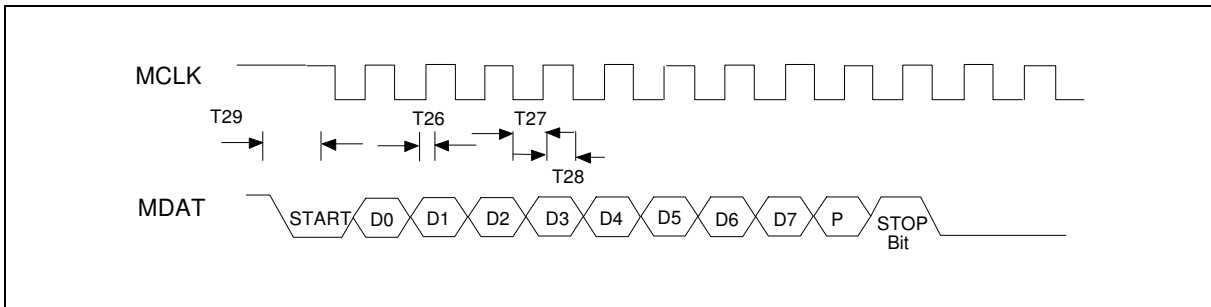 MCLK
T29 T26 T27
T28
MDAT
START D0 D1 D2 D3 D4 D5 D6 D7 P STOP
Bit